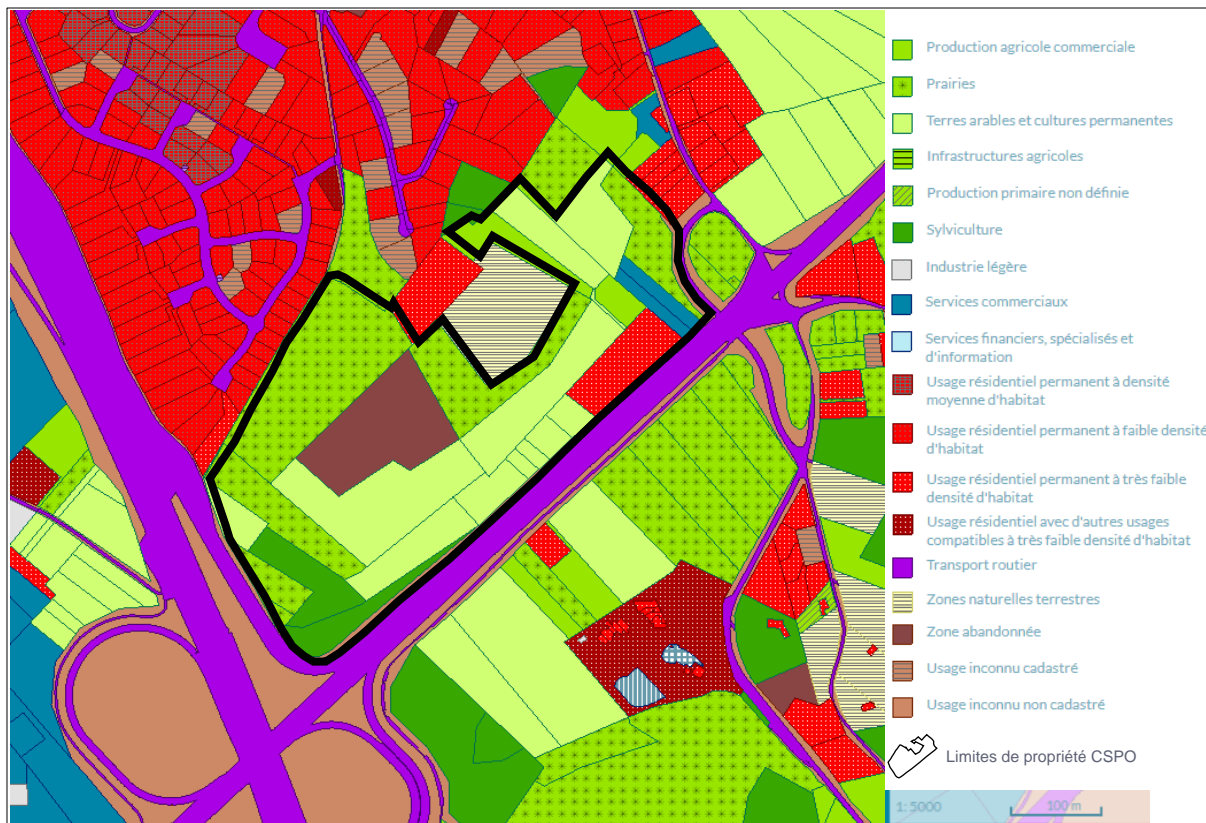 Production agricole commerciale
Prairies
Terres arables et cultures permanentes
Infrastructures agricoles
Production primaire non définie
Sylviculture
Industrie légère
Services commerciaux
Services financiers, spécialisés et
d'information
Usage résidentiel permanent à densité
moyenne d'habitat
Usage résidentiel permanent à faible densité
d'habitat
Usage résidentiel permanent à très faible
densité d'habitat
Usage résidentiel avec d'autres usages
compatibles à très faible densité d'habitat
Transport routier
Zones naturelles terrestres
Zone abandonnée
Usage inconnu cadastré
Usage inconnu non cadastré
Limites de propriété CSPO
1: 5000 100 m